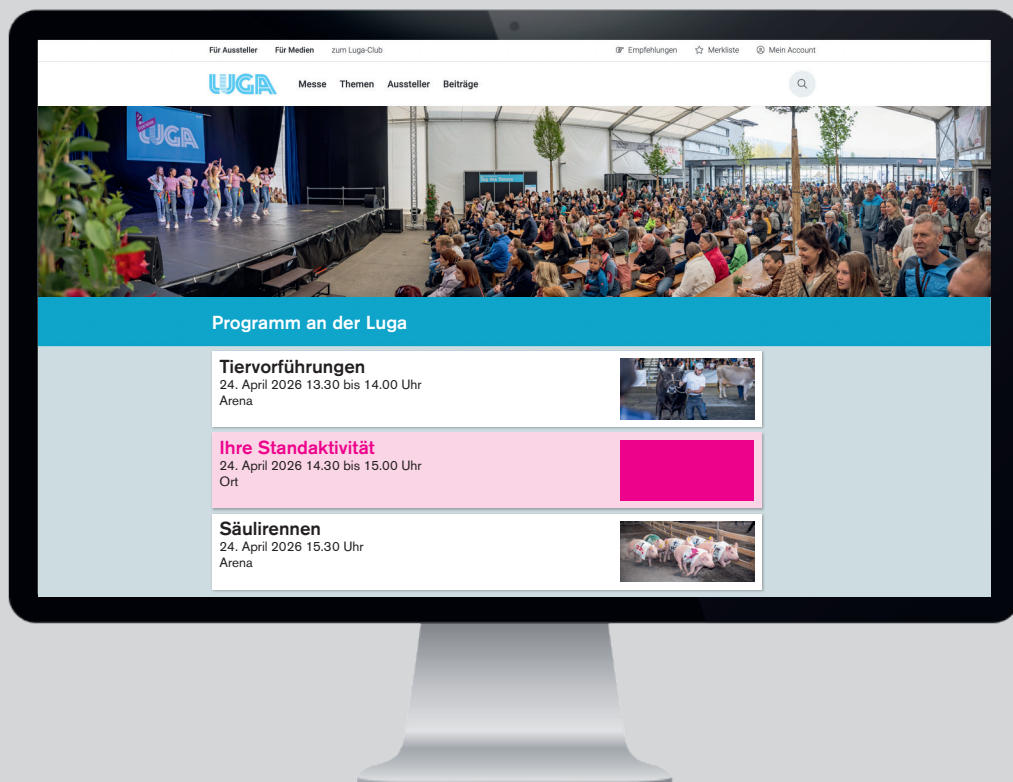 Für Aussteller Für Medien zum Luga-Club Empfehlungen Merkliste Mein Account
LUGA Messe Themen Aussteller Beiträge
LUGA
Programm an der Luga
Tiervorführungen
24. April 2026 13.30 bis 14.00 Uhr
Arena
Ihre Standaktivität
24. April 2026 14.30 bis 15.00 Uhr
Ort
Säulirennen
24. April 2026 15.30 Uhr
Arena